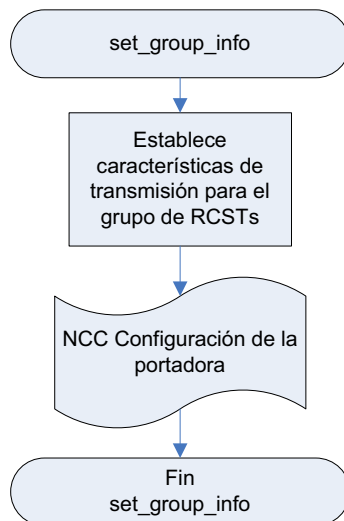 set_group_info
Establece
características de
transmisión para el
grupo de RCSTs
NCC Configuración de la
portadora
Fin
set_group_info